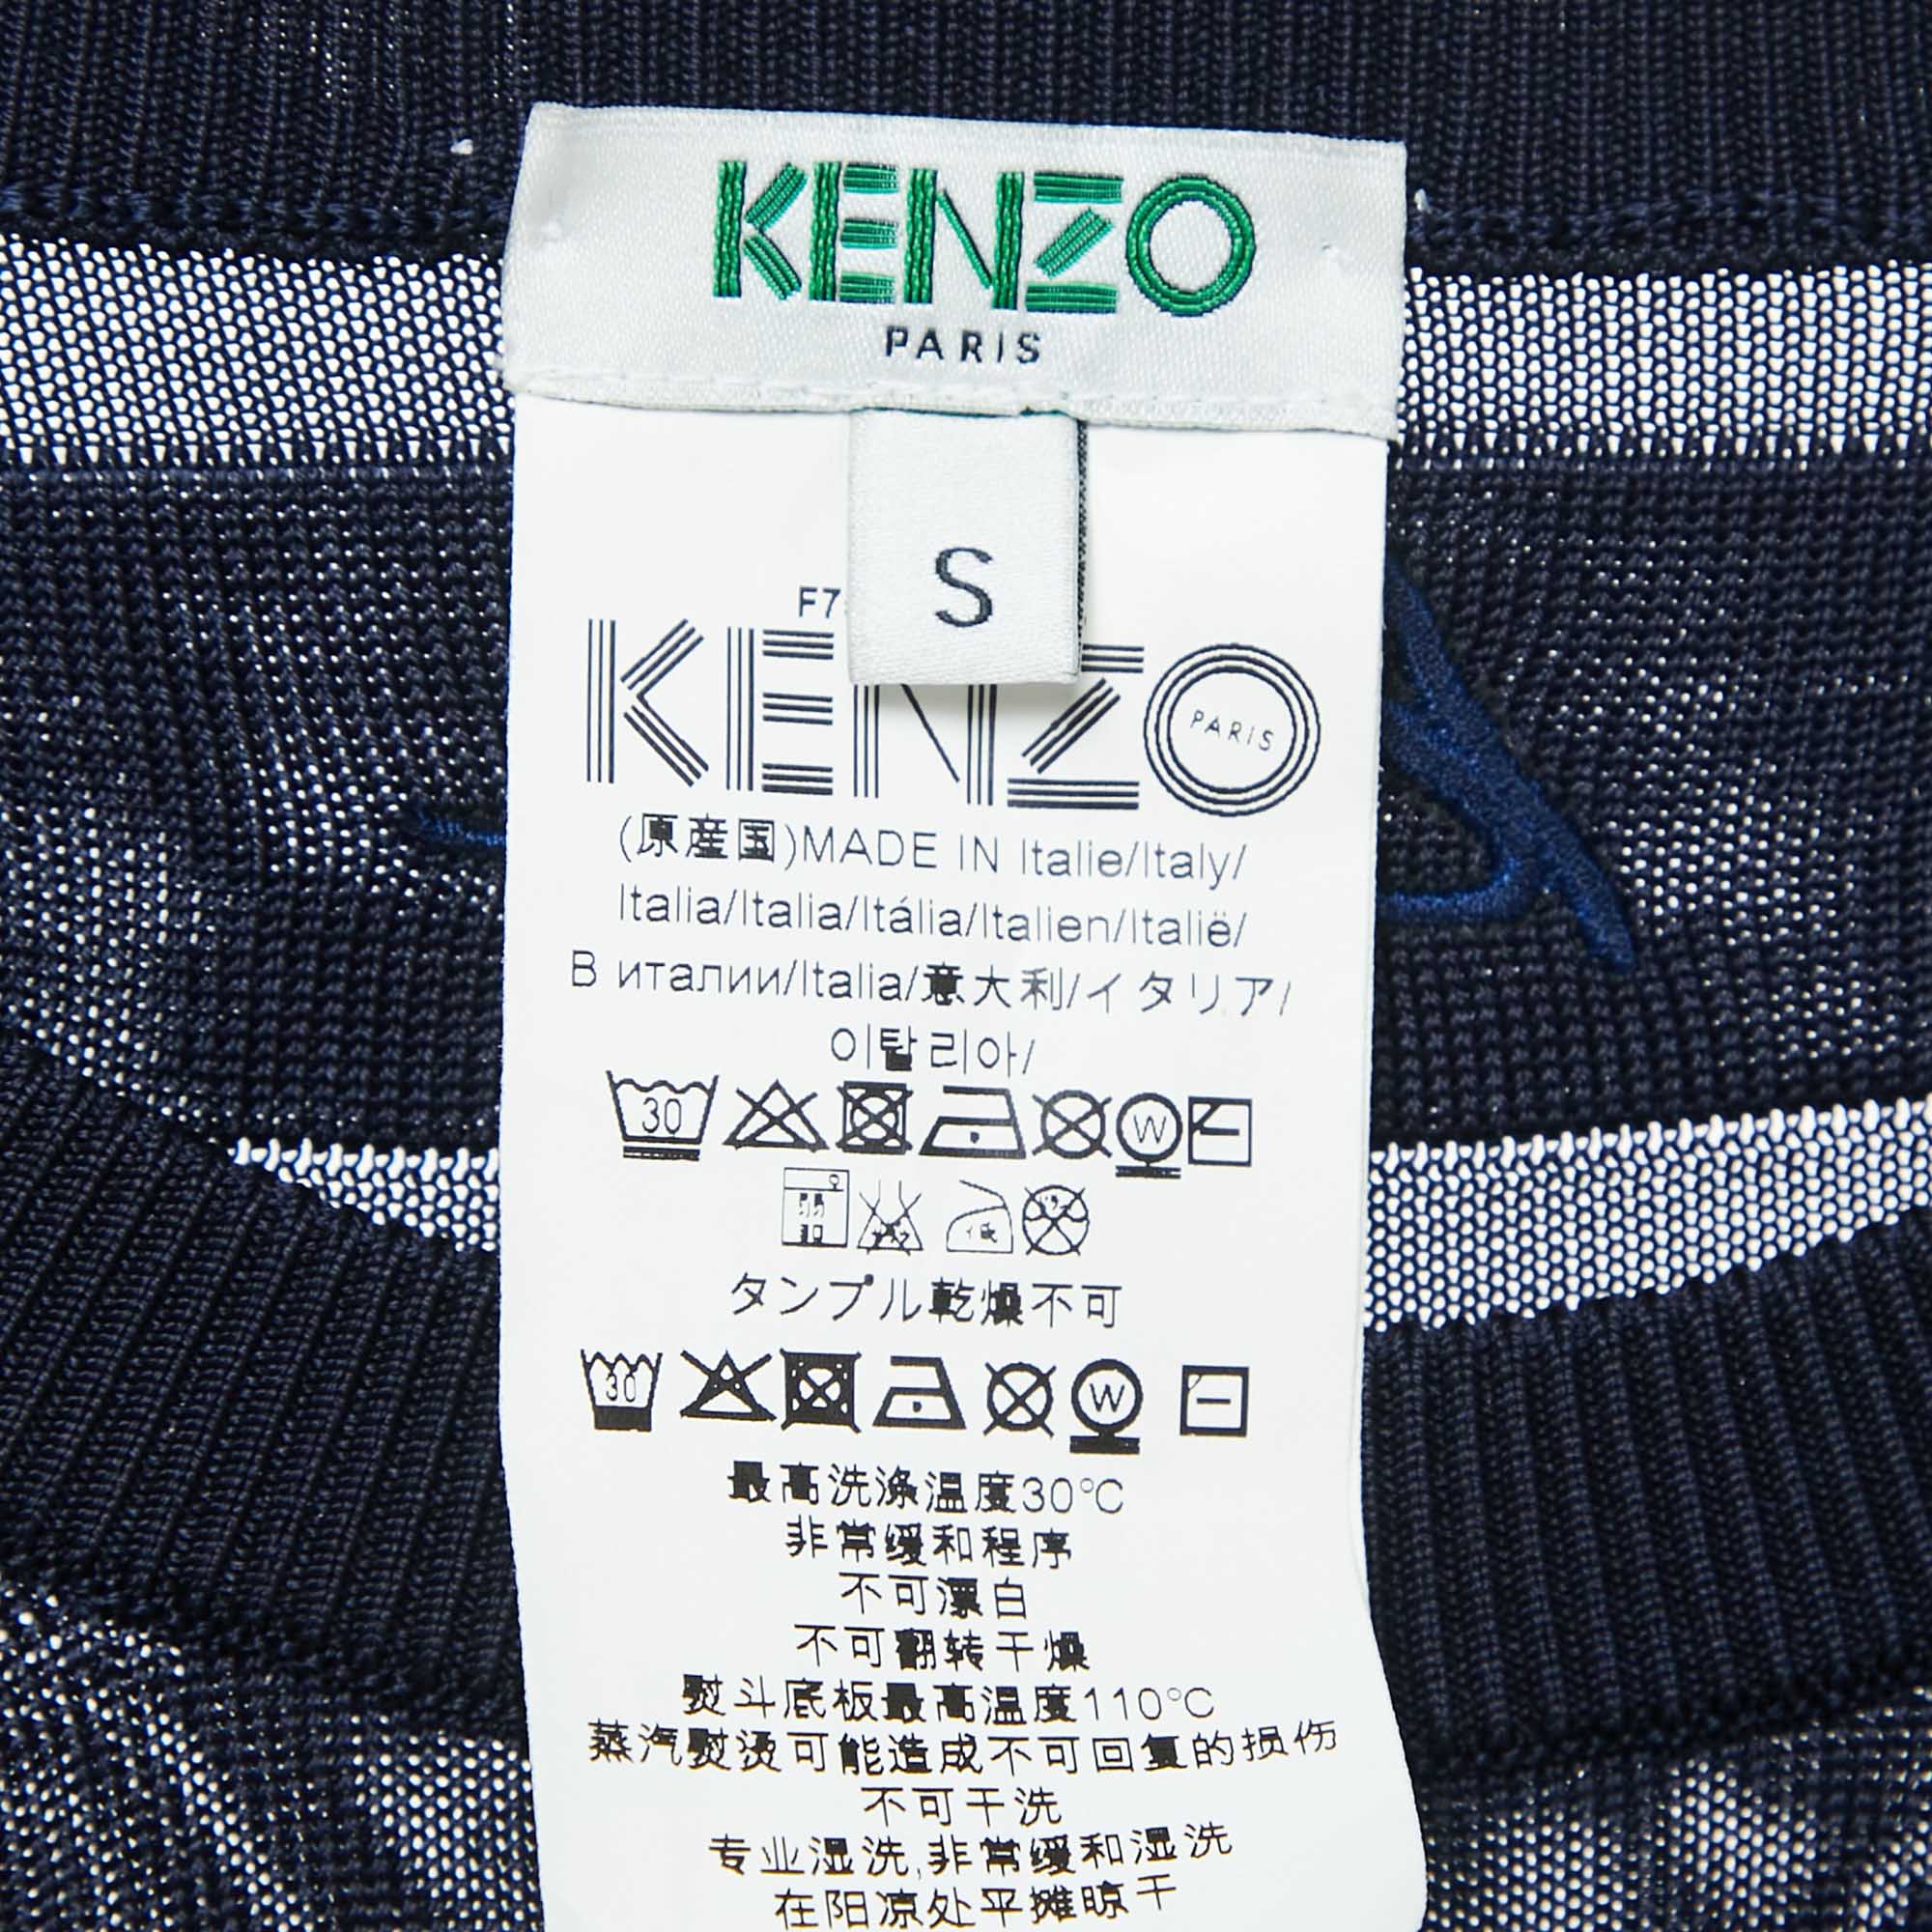 KENZO
PARIS
S
F7
KENZO PARIS
(原産国)MADE IN Italie/Italy/
Italia/Italia/Itália/Italien/Italië/
В италии/Italia/意大利/イタリア/
이탈리아/
30 W
タンブル乾燥不可
30 W
最高洗涤温度30°C
非常缓和程序
不可漂白
不可翻转干燥
熨斗底板最高温度110°C
蒸汽熨烫可能造成不可回复的损伤
不可干洗
专业湿洗,非常缓和湿洗
在阳凉处平摊晾干